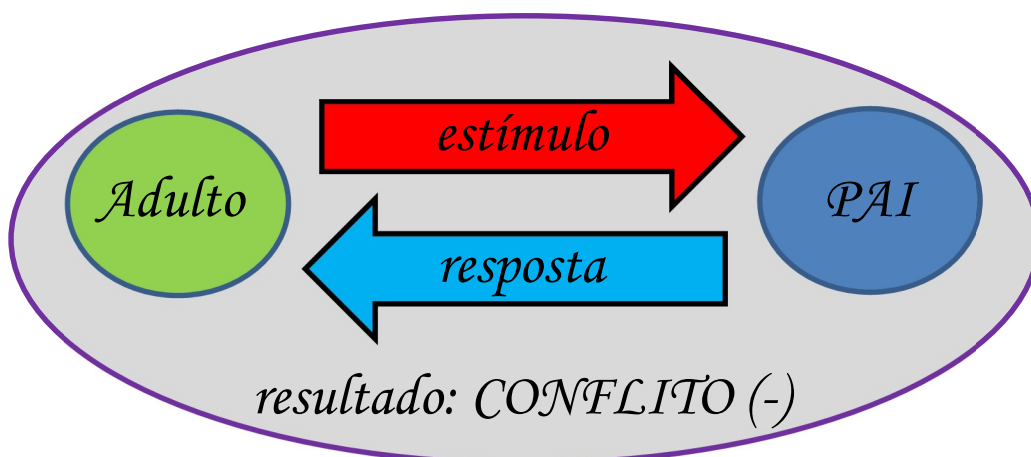 estímulo
Adulto
PAI
resposta
resultado: CONFLITO (-)